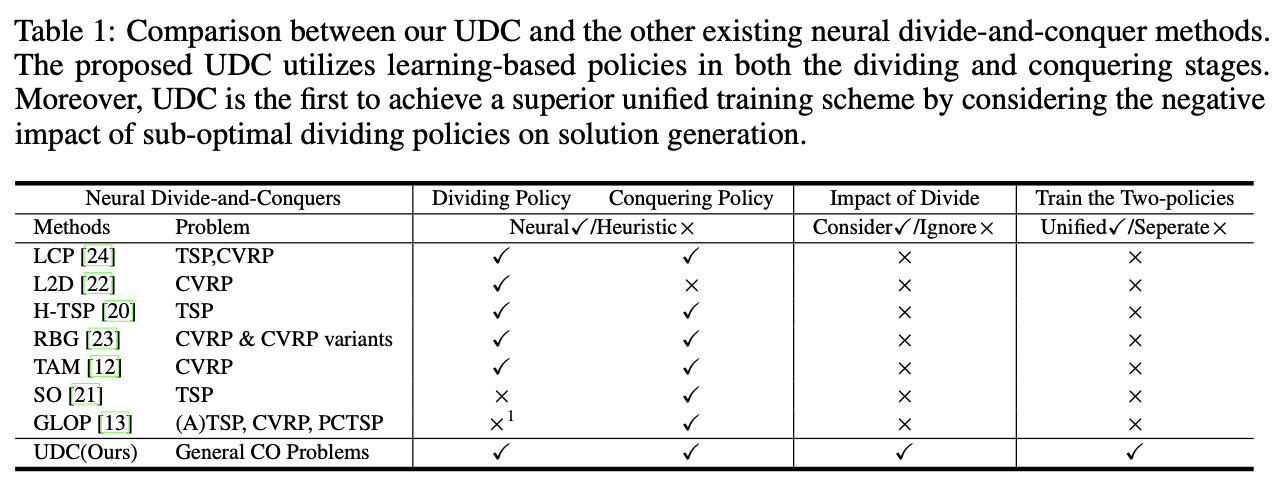 Table 1: Comparison between our UDC and the other existing neural divide-and-conquer methods.
The proposed UDC utilizes learning-based policies in both the dividing and conquering stages.
Moreover, UDC is the first to achieve a superior unified training scheme by considering the negative
impact of sub-optimal dividing policies on solution generation.
Neural Divide-and-Conquers Dividing Policy Conquering Policy Impact of Divide Train the Two-policies
Methods Problem Neural✓/Heuristic× Consider✓/Ignore× Unified✓/Seperate×
LCP [24] TSP,CVRP ✓ ✓ × ×
L2D [22] CVRP ✓ × × ×
H-TSP [20] TSP ✓ ✓ × ×
RBG [23] CVRP & CVRP variants ✓ ✓ × ×
TAM [12] CVRP ✓ ✓ × ×
SO [21] TSP × ✓ × ×
GLOP [13] (A)TSP, CVRP, PCTSP ×¹ ✓ × ×
UDC(Ours) General CO Problems ✓ ✓ ✓ ✓